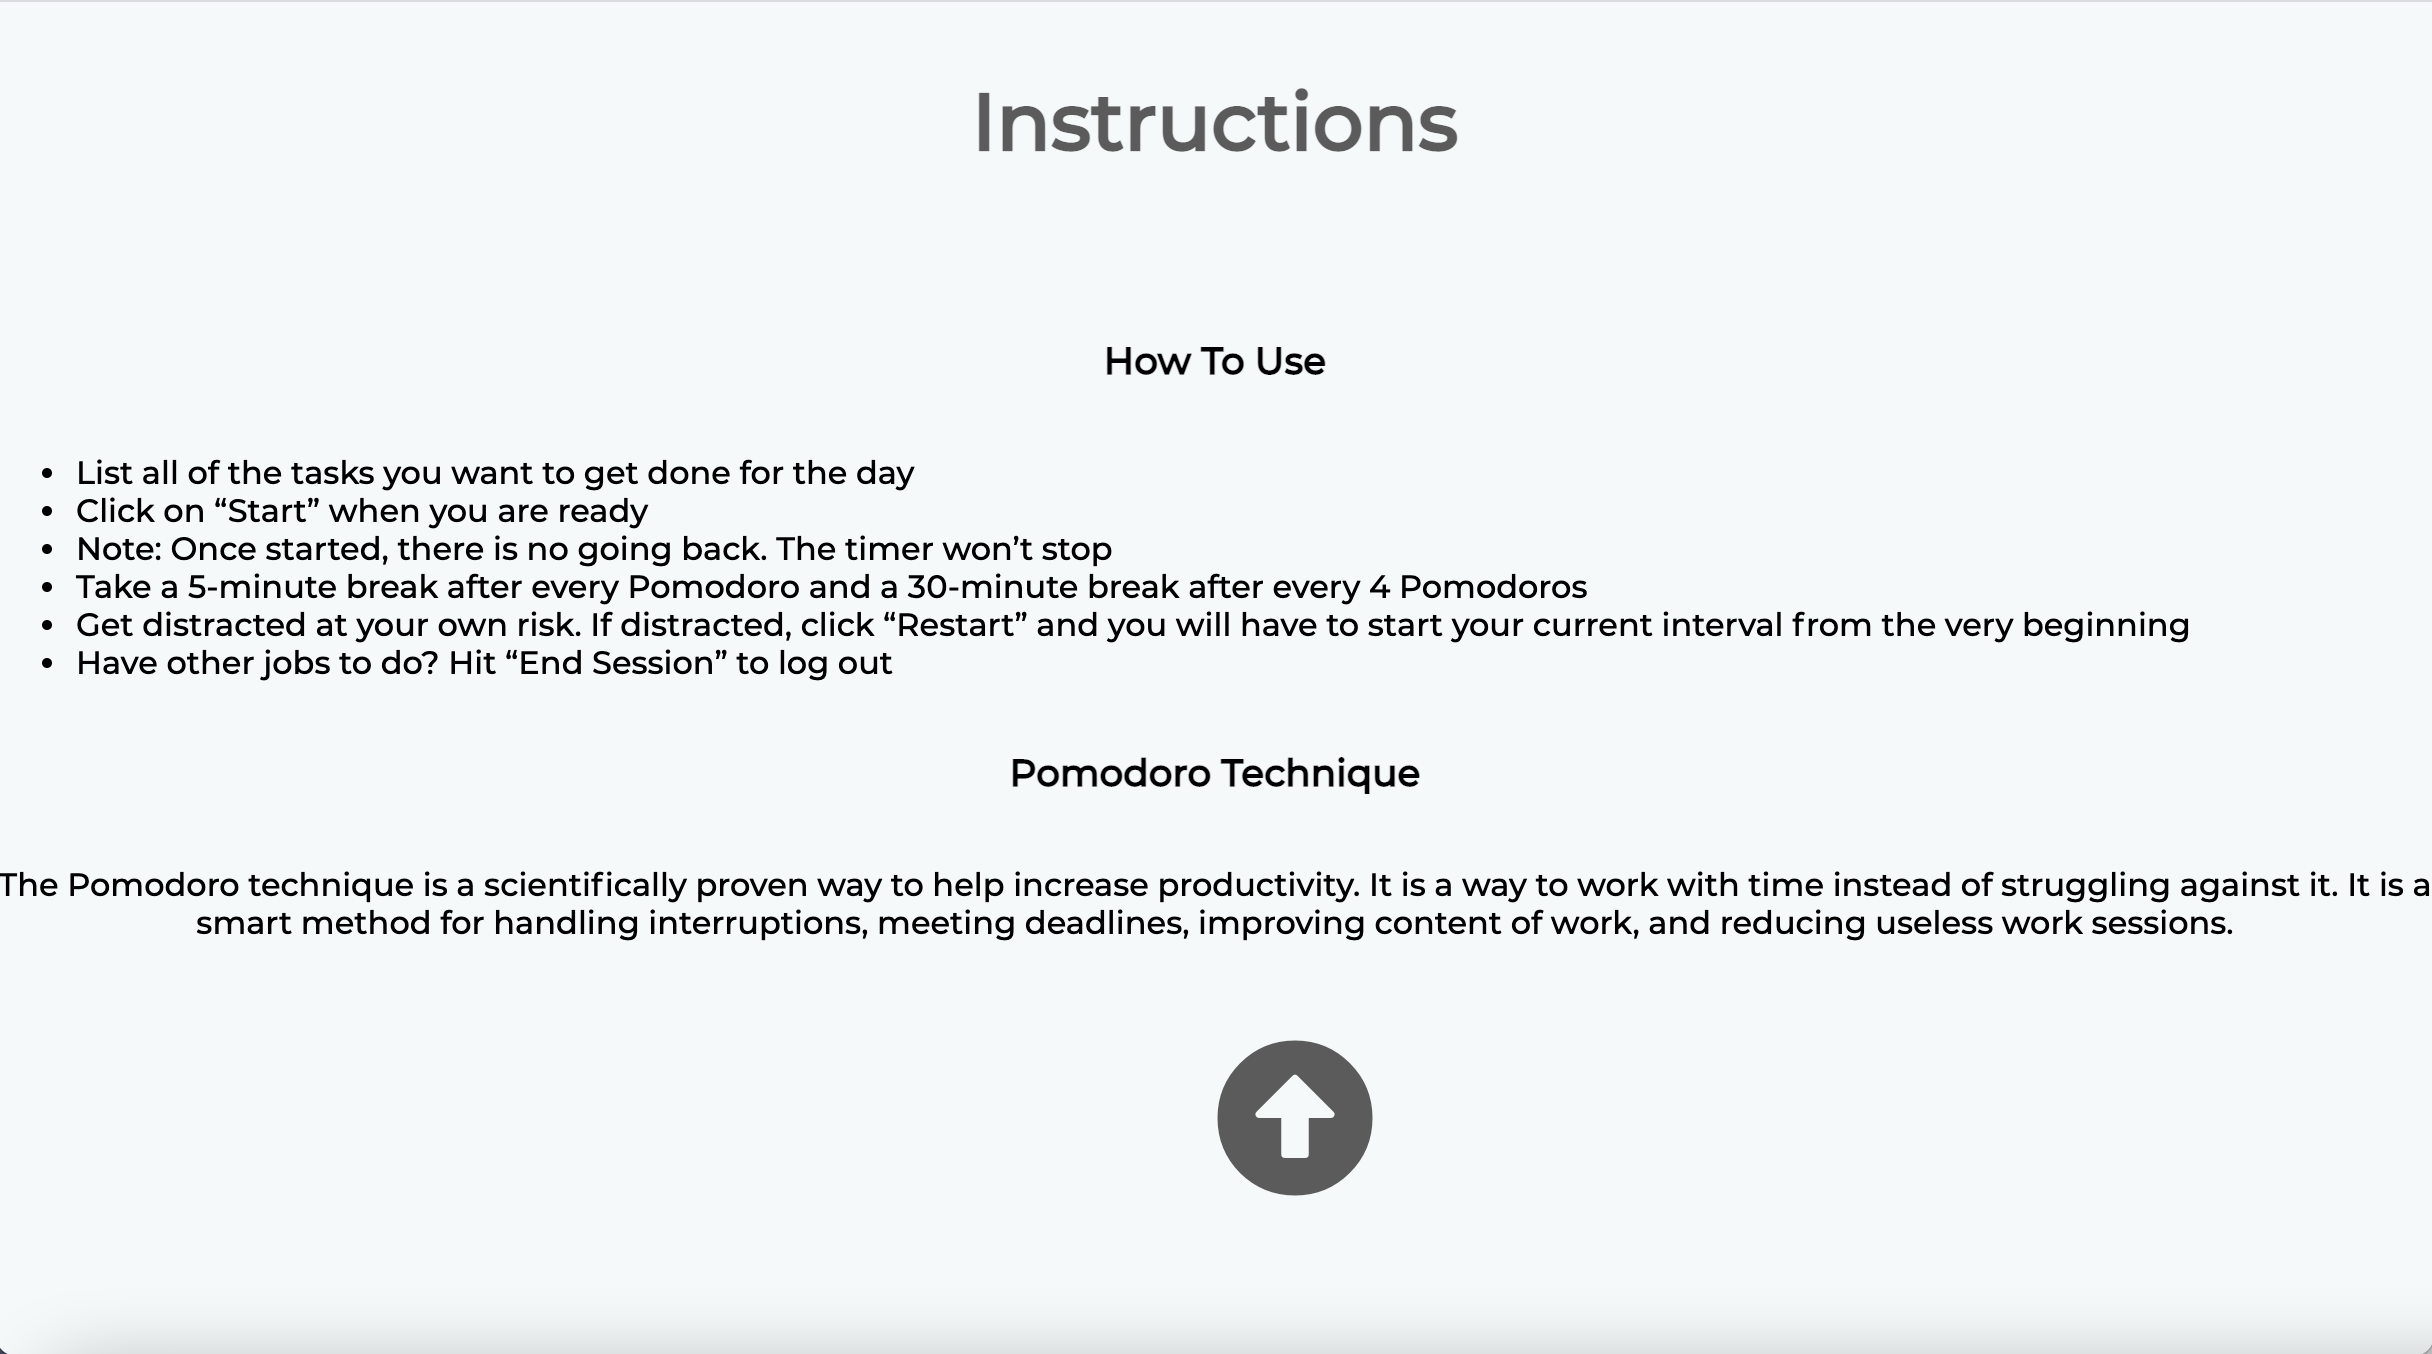 Instructions
How To Use
• List all of the tasks you want to get done for the day
• Click on “Start” when you are ready
• Note: Once started, there is no going back. The timer won’t stop
• Take a 5-minute break after every Pomodoro and a 30-minute break after every 4 Pomodoros
• Get distracted at your own risk. If distracted, click “Restart” and you will have to start your current interval from the very beginning
• Have other jobs to do? Hit “End Session” to log out
Pomodoro Technique
The Pomodoro technique is a scientifically proven way to help increase productivity. It is a way to work with time instead of struggling against it. It is a
smart method for handling interruptions, meeting deadlines, improving content of work, and reducing useless work sessions.